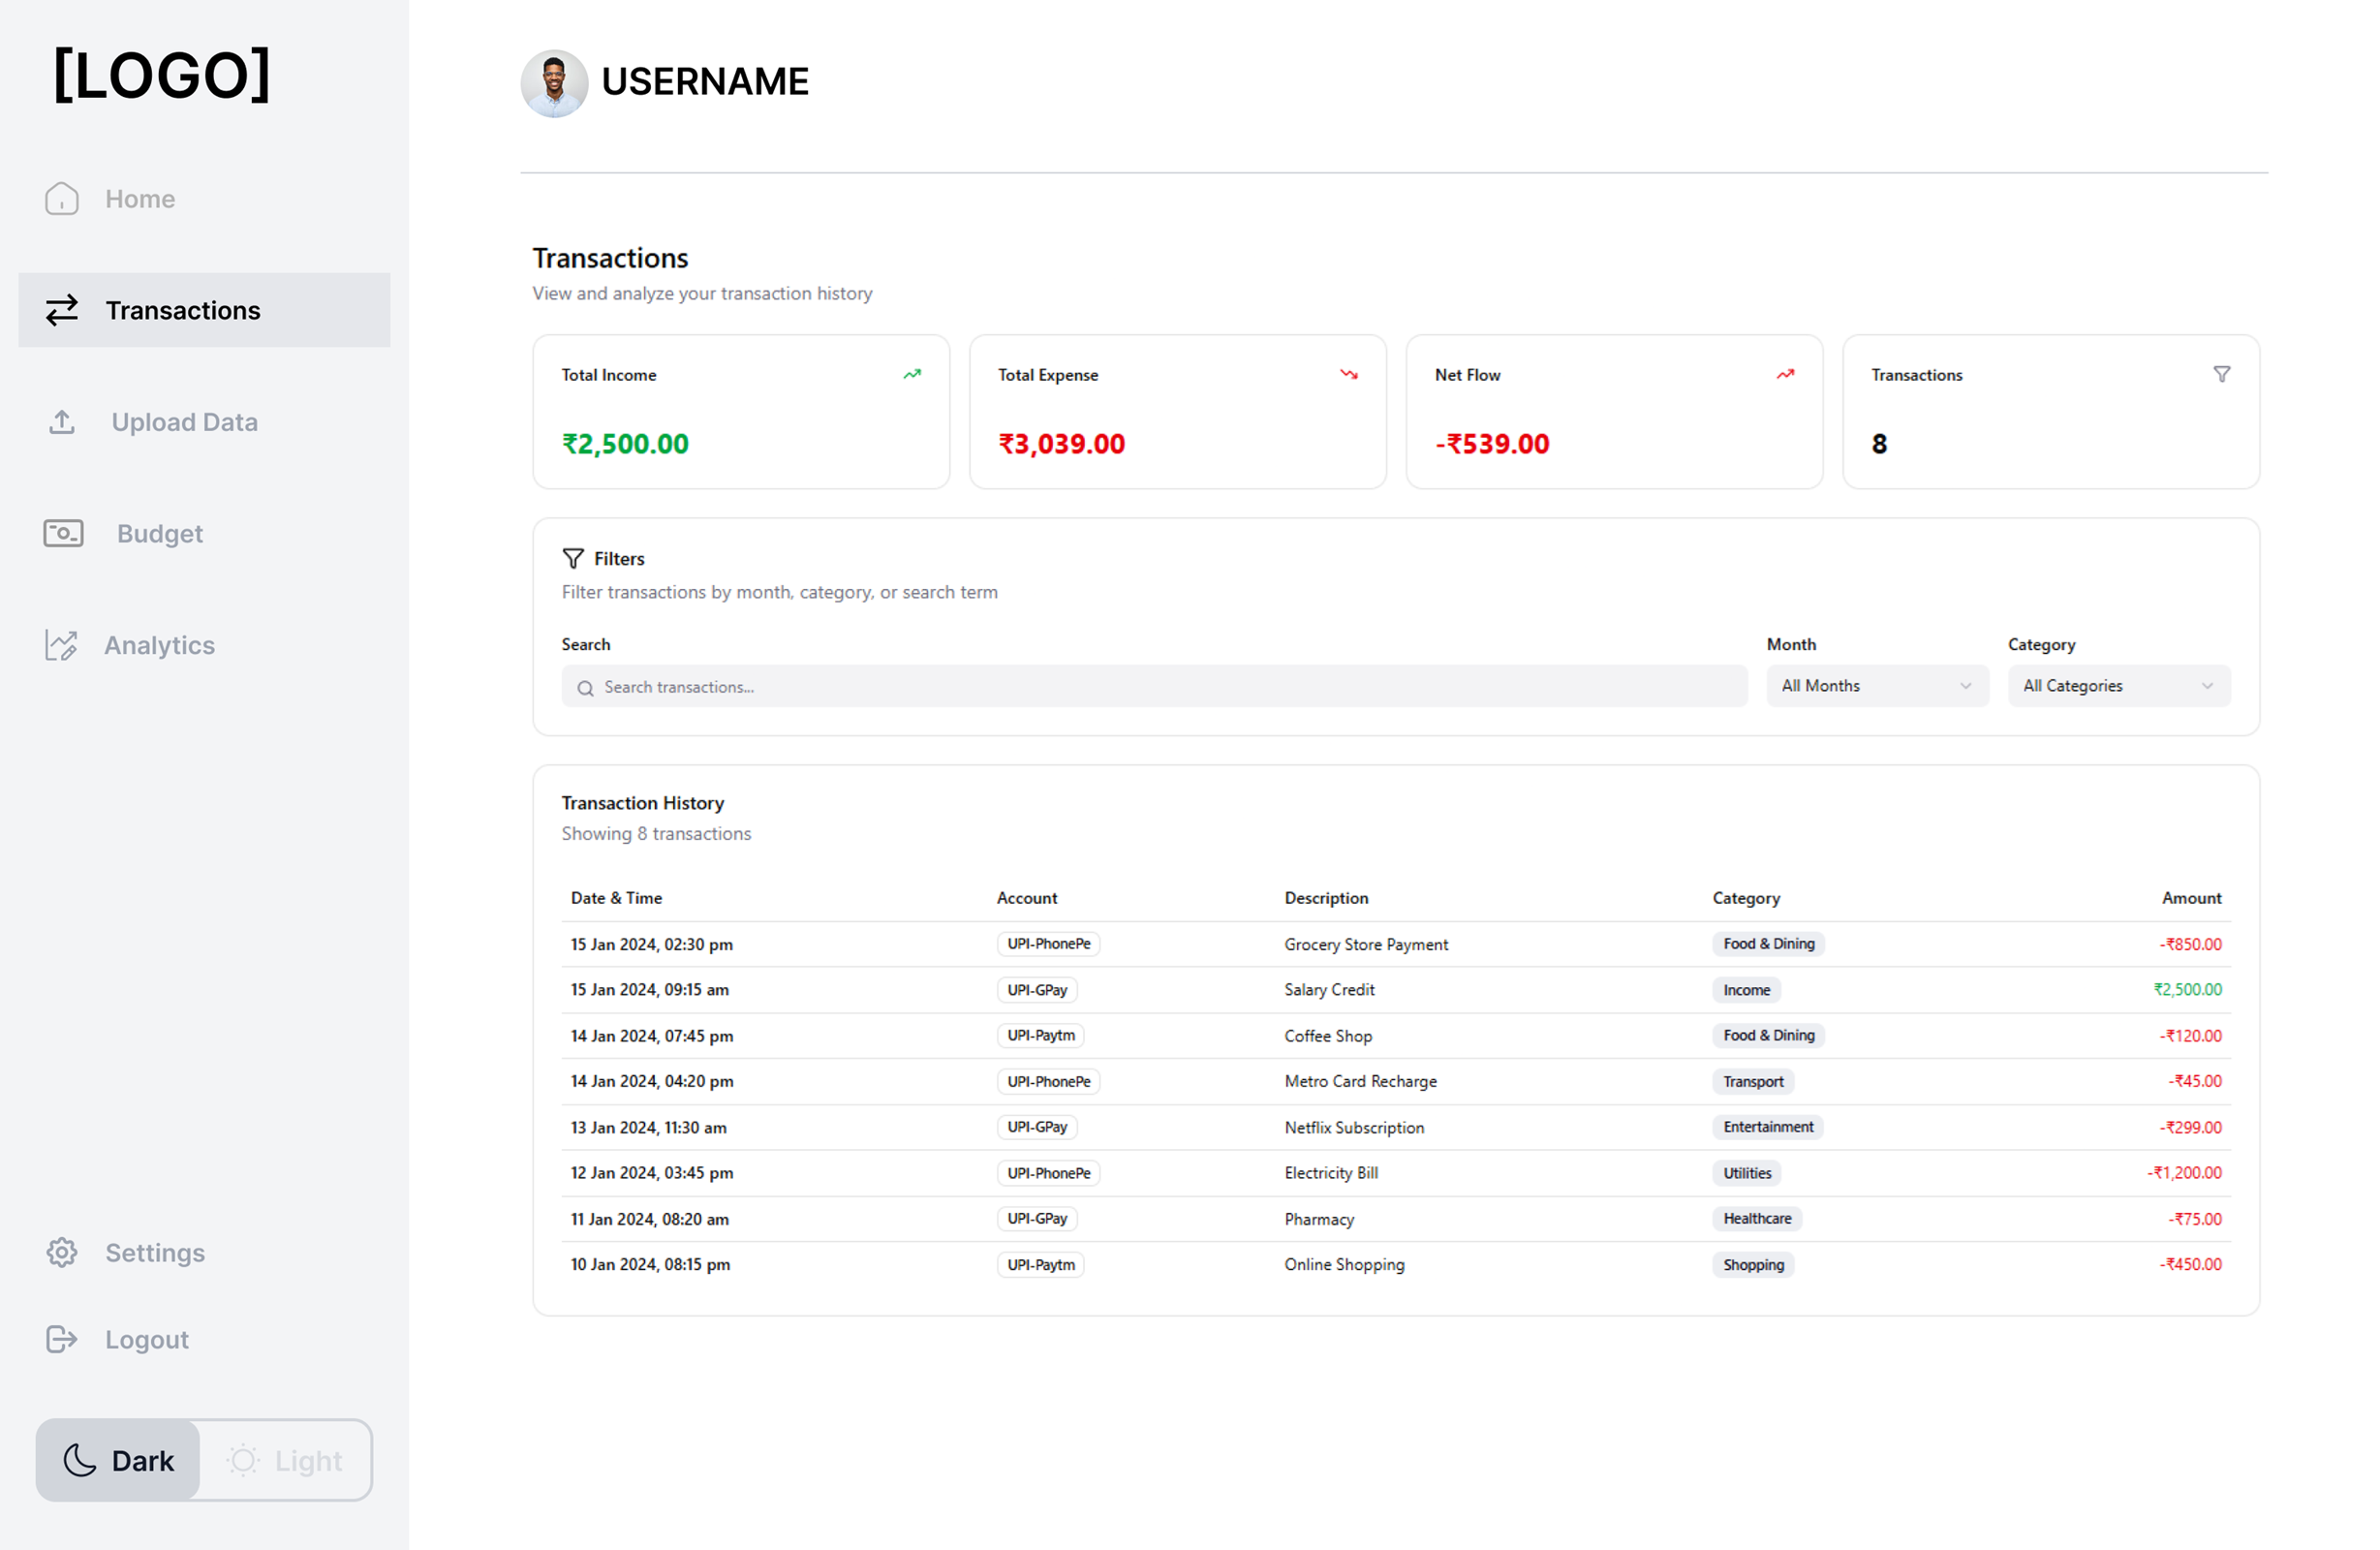 [LOGO]
Home
Transactions
Upload Data
Budget
Analytics
Settings
Logout
Dark Light
USERNAME
Transactions
View and analyze your transaction history
Total Income
₹2,500.00
Total Expense
₹3,039.00
Net Flow
-₹539.00
Transactions
8
Filters
Filter transactions by month, category, or search term
Search Month Category
Search transactions... All Months All Categories
Transaction History
Showing 8 transactions
Date & Time Account Description Category Amount
15 Jan 2024, 02:30 pm UPI-PhonePe Grocery Store Payment Food & Dining -₹850.00
15 Jan 2024, 09:15 am UPI-GPay Salary Credit Income ₹2,500.00
14 Jan 2024, 07:45 pm UPI-Paytm Coffee Shop Food & Dining -₹120.00
14 Jan 2024, 04:20 pm UPI-PhonePe Metro Card Recharge Transport -₹45.00
13 Jan 2024, 11:30 am UPI-GPay Netflix Subscription Entertainment -₹299.00
12 Jan 2024, 03:45 pm UPI-PhonePe Electricity Bill Utilities -₹1,200.00
11 Jan 2024, 08:20 am UPI-GPay Pharmacy Healthcare -₹75.00
10 Jan 2024, 08:15 pm UPI-Paytm Online Shopping Shopping -₹450.00